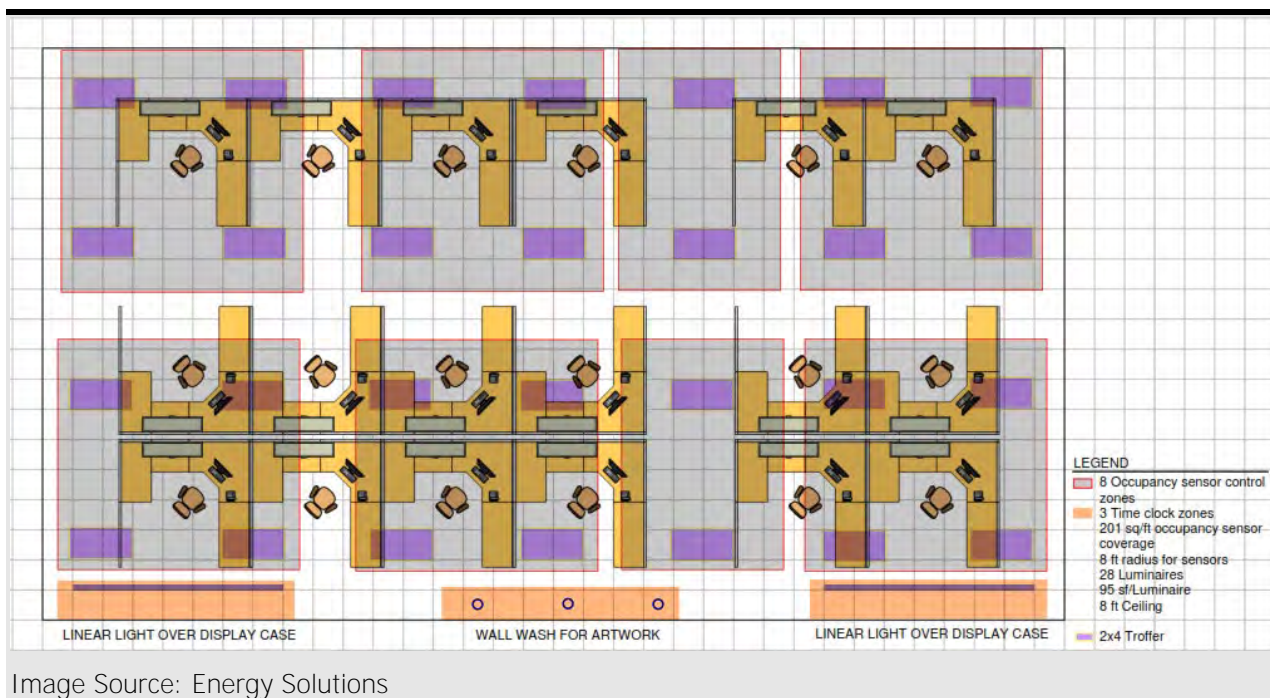 LEGEND
8 Occupancy sensor control
zones
3 Time clock zones
201 sq/ft occupancy sensor
coverage
8 ft radius for sensors
28 Luminaires
95 sf/Luminaire
8 ft Ceiling
2x4 Troffer
LINEAR LIGHT OVER DISPLAY CASE
WALL WASH FOR ARTWORK
LINEAR LIGHT OVER DISPLAY CASE
Image Source: Energy Solutions